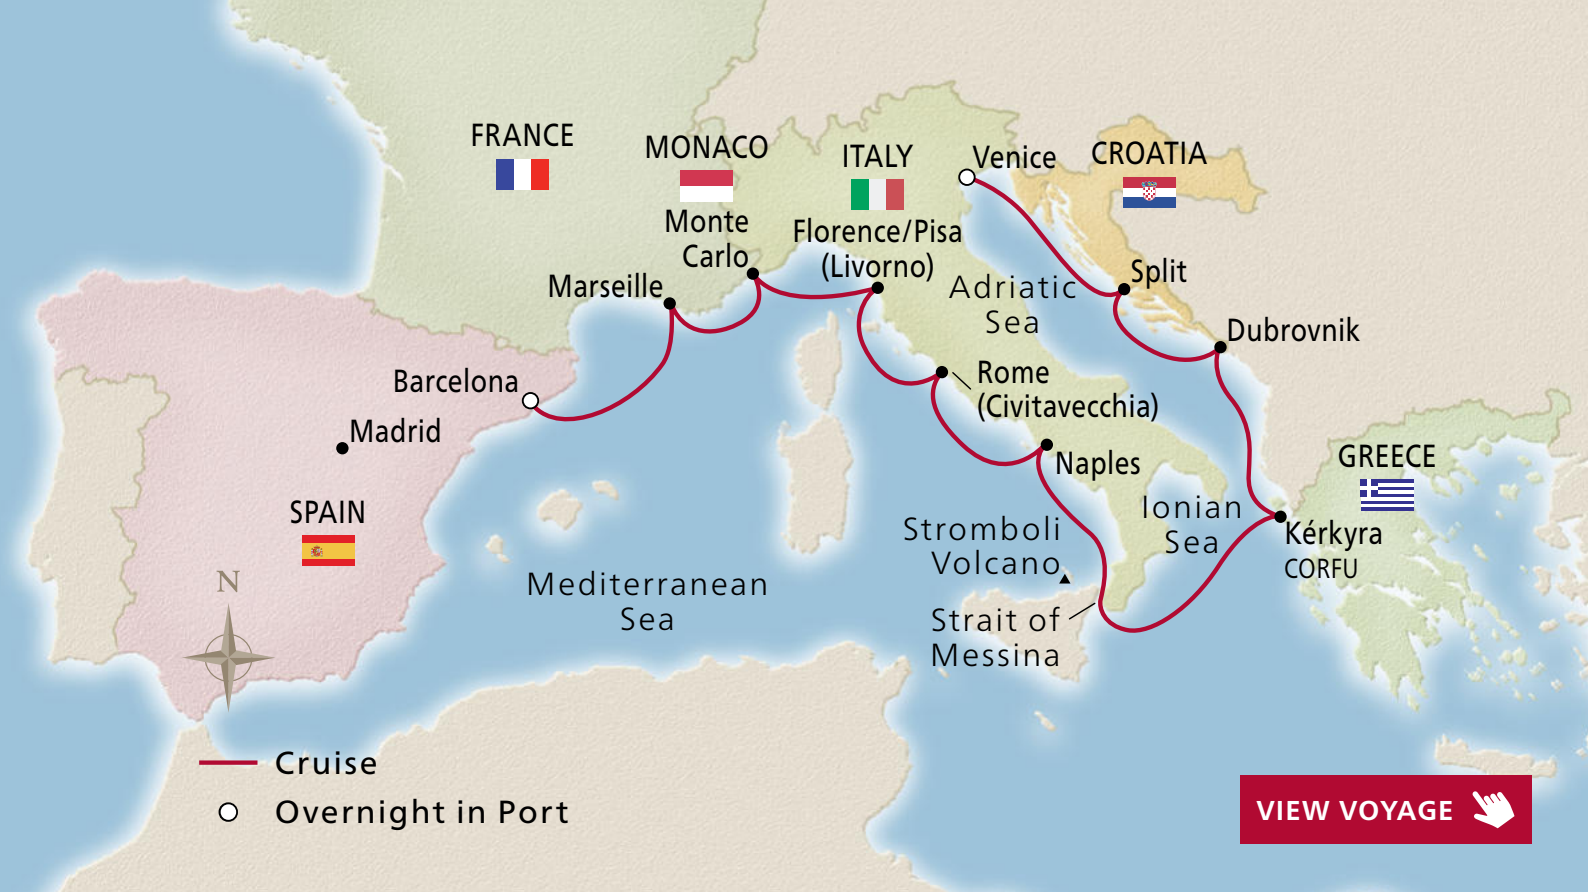 FRANCE
MONACO
ITALY
Venice
CROATIA
Monte
Carlo
Florence/Pisa
(Livorno)
Marseille
Adriatic
Sea
Split
Dubrovnik
Barcelona
Rome
(Civitavecchia)
Madrid
Naples
GREECE
SPAIN
Ionian
Sea
Stromboli
Volcano
Kérkyra
CORFU
N
Mediterranean
Sea
Strait of
Messina
Cruise
Overnight in Port
VIEW VOYAGE